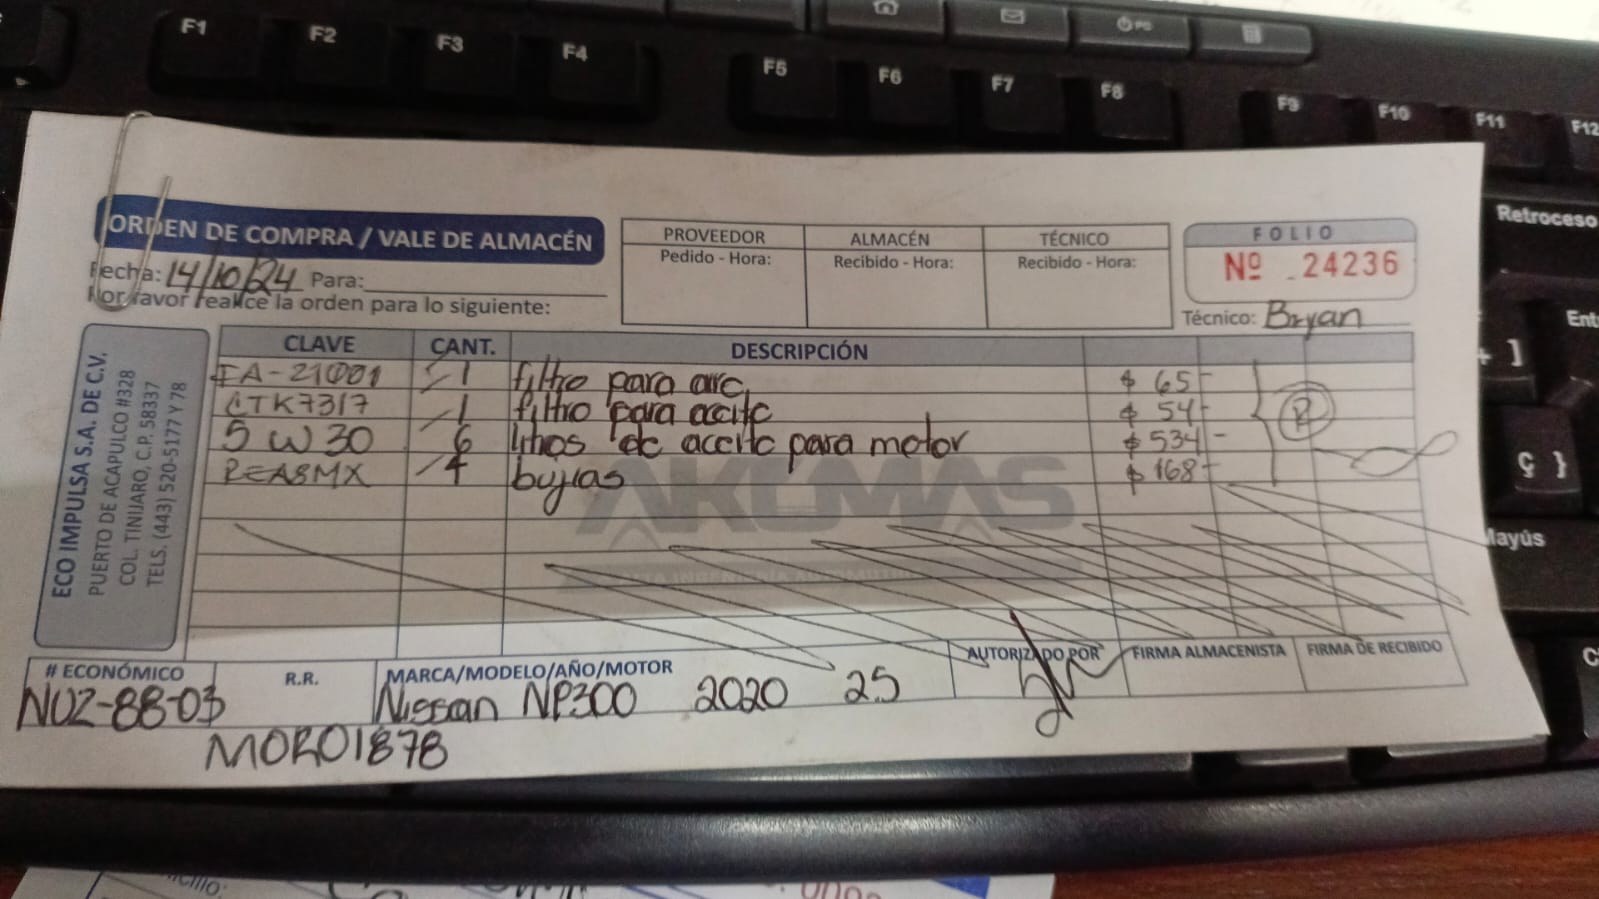 F1 F2 F3 F4 F5 F6 F7 F8 F9 F10 F11 F12
Retroceso
ORDEN DE COMPRA / VALE DE ALMACÉN
Fecha: 14/10/24 Para:
Por favor realice la orden para lo siguiente:
PROVEEDOR ALMACÉN TÉCNICO
Pedido - Hora: Recibido - Hora: Recibido - Hora:
FOLIO
Nº 24236
Técnico: Bryan
ECO IMPULSA S.A. DE C.V.
PUERTO DE ACAPULCO #328
COL. TINIJARO, C.P. 58337
TELS. (443) 520-5177 Y 78
CLAVE CANT. DESCRIPCIÓN
FA-21001 1 filtro para aire $ 65-
CTK7317 1 filtro para aceite $ 54-
5W30 6 litros de aceite para motor $ 534-
REA8MX 4 bujias $ 168-
AKUMAS
# ECONÓMICO R.R. MARCA/MODELO/AÑO/MOTOR AUTORIZADO POR FIRMA ALMACENISTA FIRMA DE RECIBIDO
NUZ-88-03 Nissan NP300 2020 2.5
MORO1878
Ent
+ ]
Ç }
Mayús